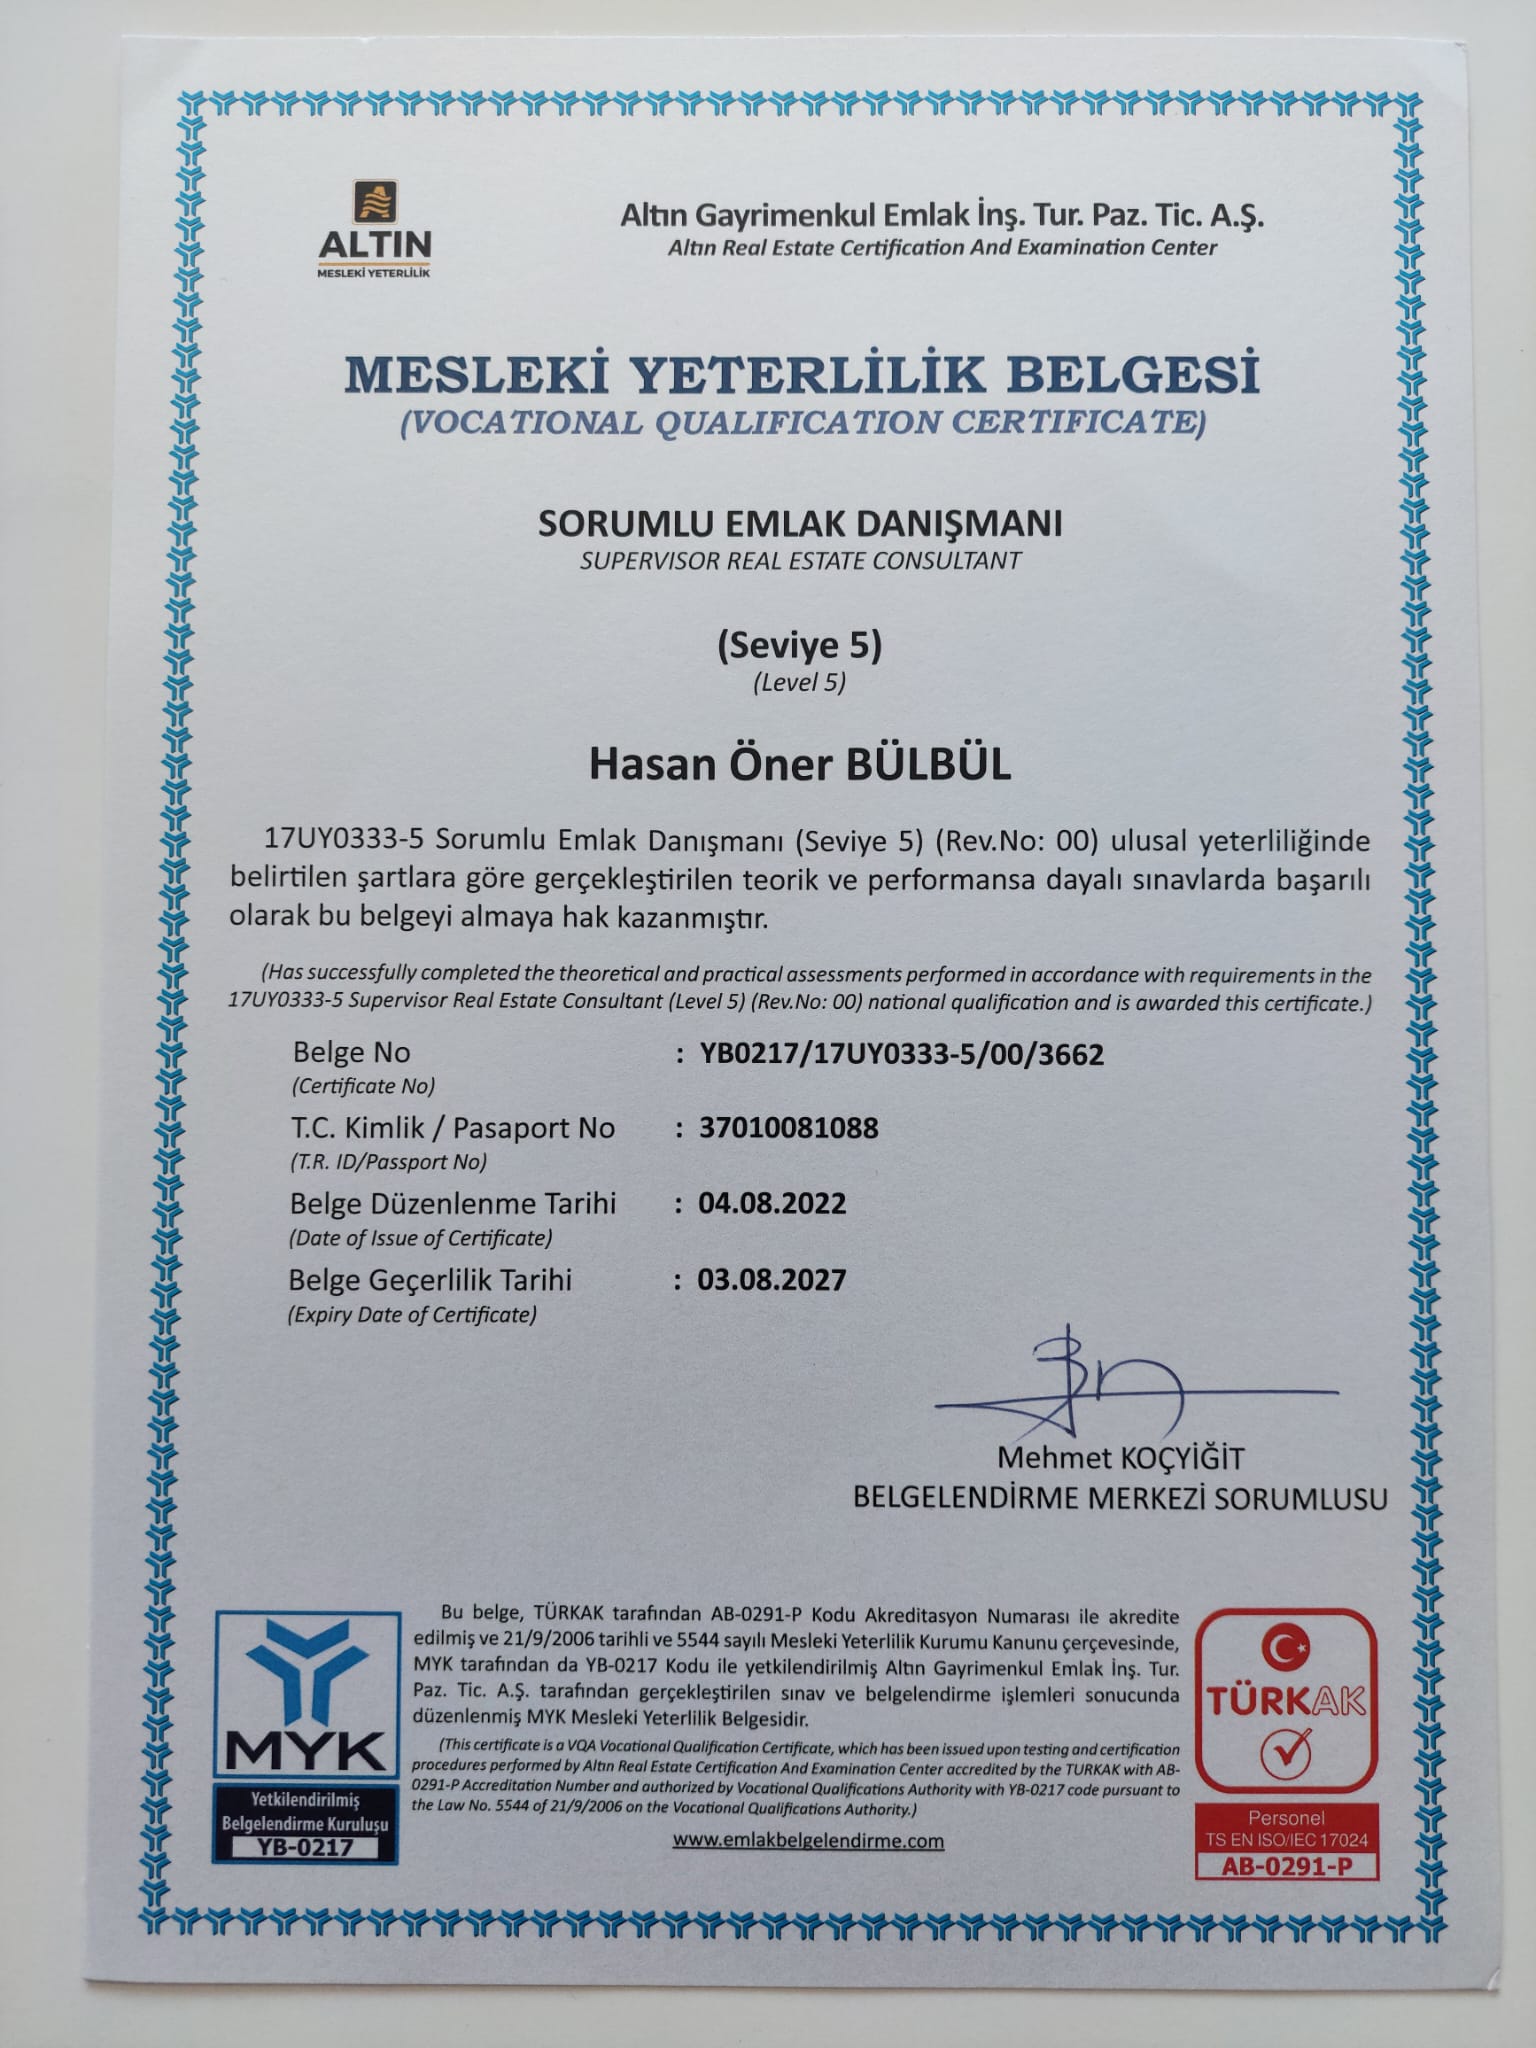 ALTIN
MESLEKİ YETERLİLİK
Altın Gayrimenkul Emlak İnş. Tur. Paz. Tic. A.Ş.
Altın Real Estate Certification And Examination Center
MESLEKİ YETERLİLİK BELGESİ
(VOCATIONAL QUALIFICATION CERTIFICATE)
SORUMLU EMLAK DANIŞMANI
SUPERVISOR REAL ESTATE CONSULTANT
(Seviye 5)
(Level 5)
Hasan Öner BÜLBÜL
17UY0333-5 Sorumlu Emlak Danışmanı (Seviye 5) (Rev.No: 00) ulusal yeterliliğinde
belirtilen şartlara göre gerçekleştirilen teorik ve performansa dayalı sınavlarda başarılı
olarak bu belgeyi almaya hak kazanmıştır.
(Has successfully completed the theoretical and practical assessments performed in accordance with requirements in the
17UY0333-5 Supervisor Real Estate Consultant (Level 5) (Rev.No: 00) national qualification and is awarded this certificate.)
Belge No : YB0217/17UY0333-5/00/3662
(Certificate No)
T.C. Kimlik / Pasaport No : 37010081088
(T.R. ID/Passport No)
Belge Düzenlenme Tarihi : 04.08.2022
(Date of Issue of Certificate)
Belge Geçerlilik Tarihi : 03.08.2027
(Expiry Date of Certificate)
Mehmet KOÇYİĞİT
BELGELENDİRME MERKEZİ SORUMLUSU
MYK
Yetkilendirilmiş
Belgelendirme Kuruluşu
YB-0217
Bu belge, TÜRKAK tarafından AB-0291-P Kodu Akreditasyon Numarası ile akredite
edilmiş ve 21/9/2006 tarihli ve 5544 sayılı Mesleki Yeterlilik Kurumu Kanunu çerçevesinde,
MYK tarafından da YB-0217 Kodu ile yetkilendirilmiş Altın Gayrimenkul Emlak İnş. Tur.
Paz. Tic. A.Ş. tarafından gerçekleştirilen sınav ve belgelendirme işlemleri sonucunda
düzenlenmiş MYK Mesleki Yeterlilik Belgesidir.
(This certificate is a VQA Vocational Qualification Certificate, which has been issued upon testing and certification
procedures performed by Altın Real Estate Certification And Examination Center accredited by the TURKAK with AB-
0291-P Accreditation Number and authorized by Vocational Qualifications Authority with YB-0217 code pursuant to
the Law No. 5544 of 21/9/2006 on the Vocational Qualifications Authority.)
www.emlakbelgelendirme.com
TÜRKAK
Personel
TS EN ISO/IEC 17024
AB-0291-P